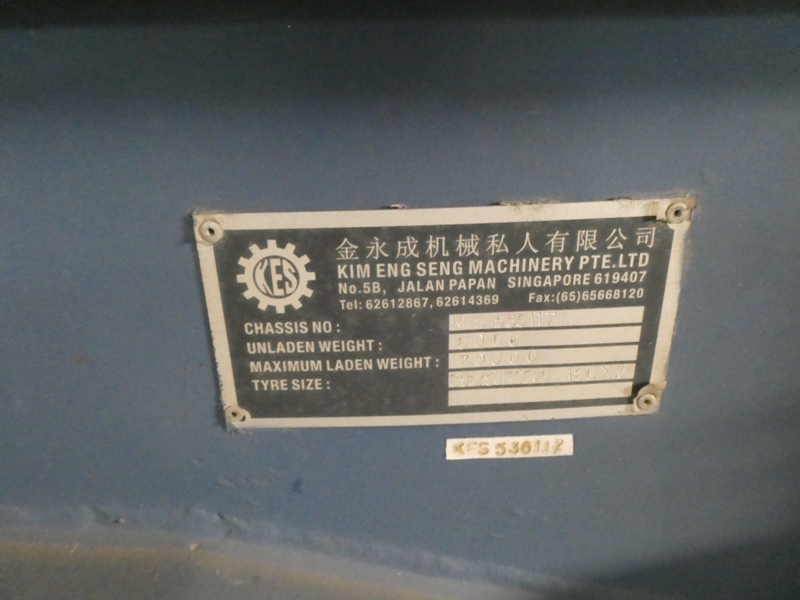 KES
金永成机械私人有限公司
KIM ENG SENG MACHINERY PTE.LTD
No.5B, JALAN PAPAN SINGAPORE 619407
Tel: 62612867, 62614369 Fax:(65)65668120
CHASSIS NO :
UNLADEN WEIGHT :
MAXIMUM LADEN WEIGHT :
TYRE SIZE :
KES 536112